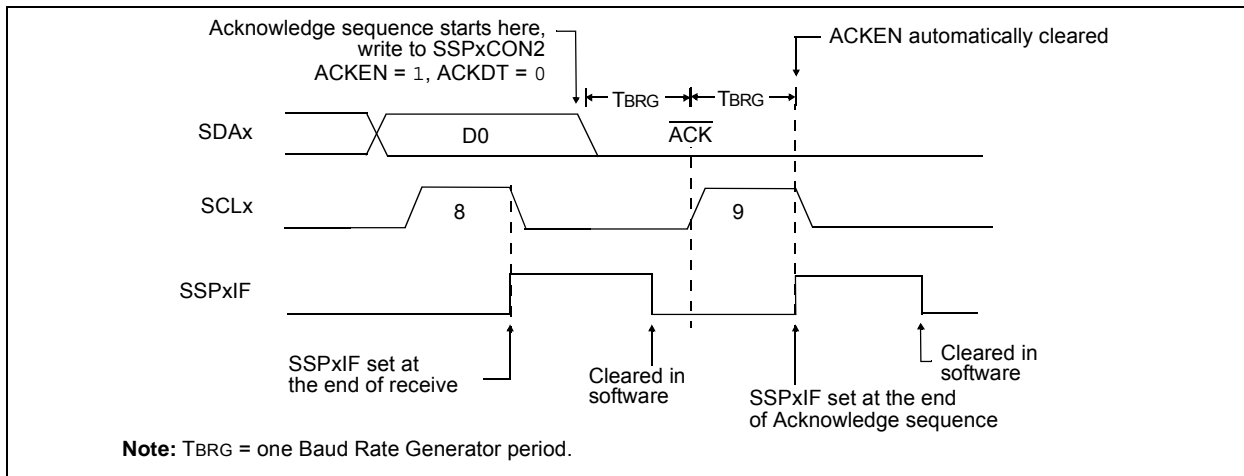 Acknowledge sequence starts here,
write to SSPxCON2
ACKEN = 1, ACKDT = 0
ACKEN automatically cleared
TBRG
TBRG
SDAx
D0
ACK
SCLx
8
9
SSPxIF
SSPxIF set at
the end of receive
Cleared in
software
SSPxIF set at the end
of Acknowledge sequence
Cleared in
software
Note: TBRG = one Baud Rate Generator period.